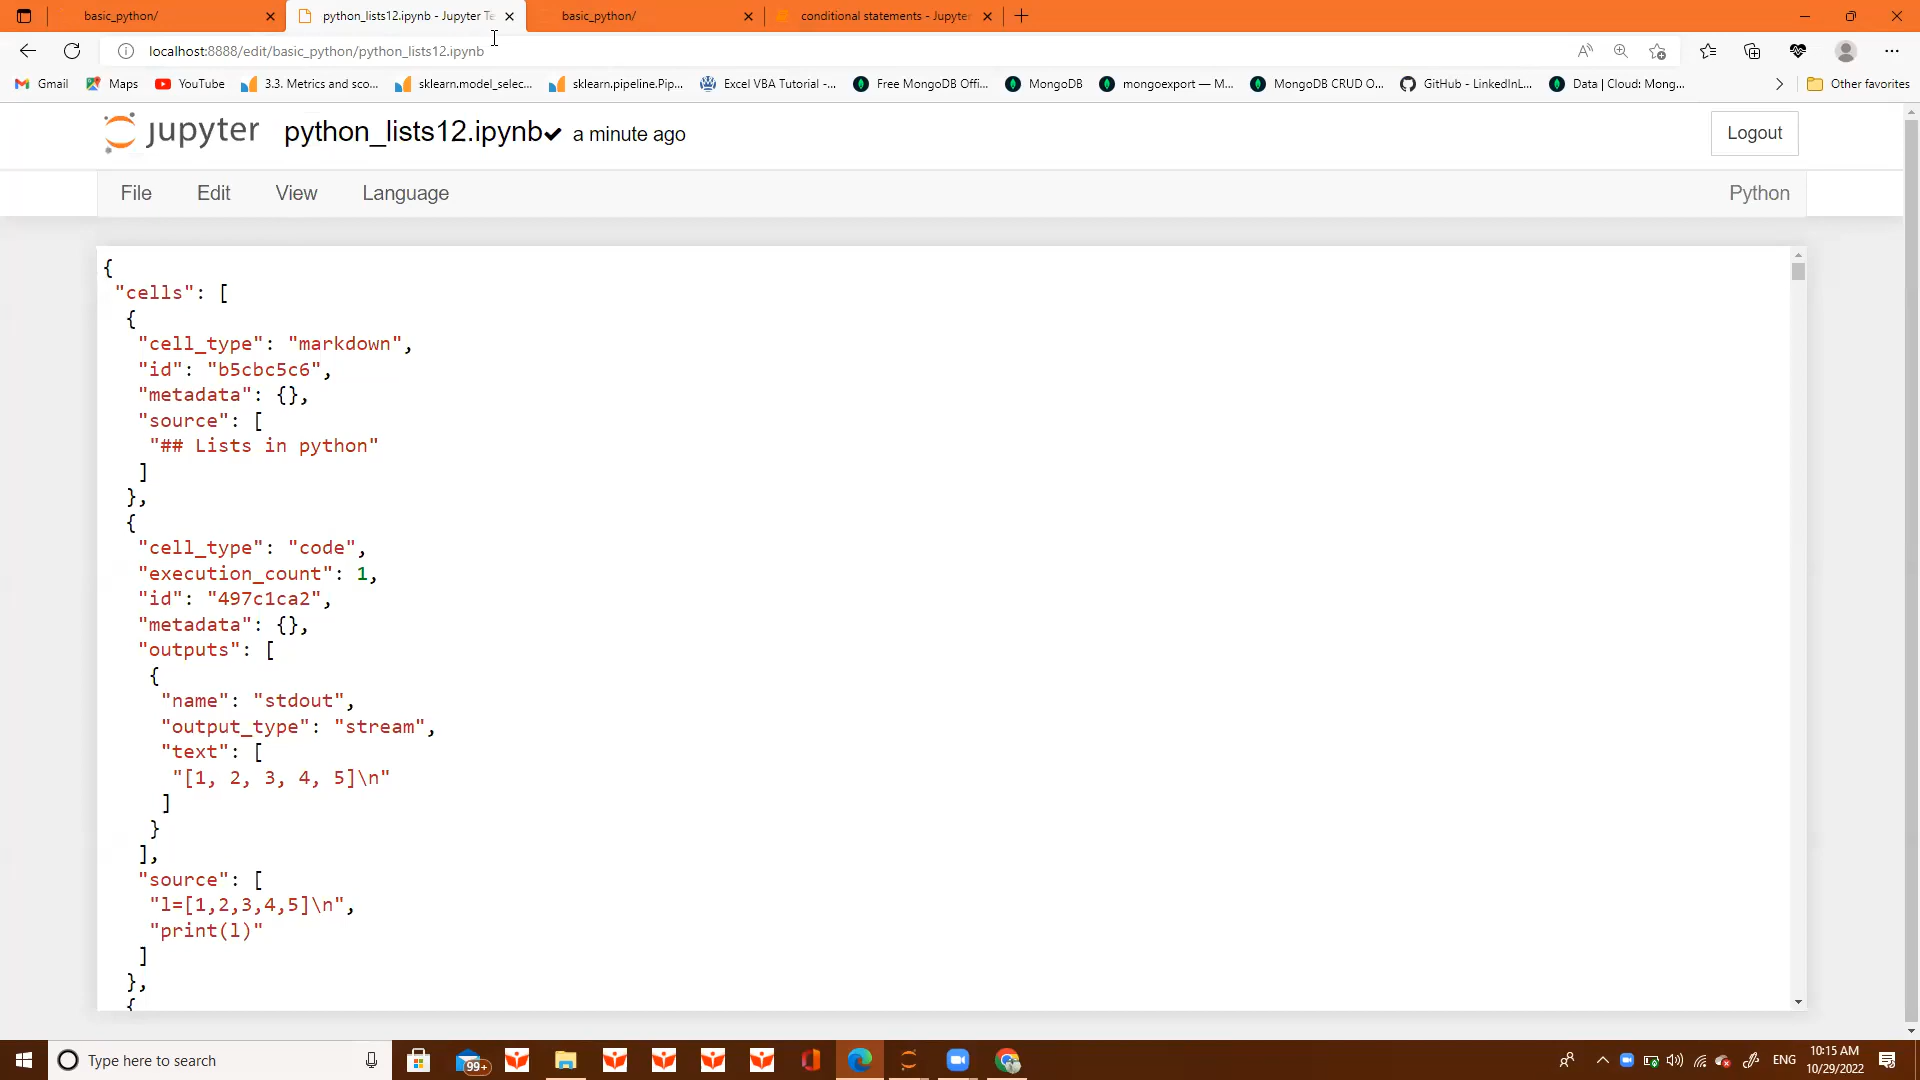 basic_python/
python_lists12.ipynb - Jupyter Te
basic_python/
conditional statements - Jupyter
localhost:8888/edit/basic_python/python_lists12.ipynb
Gmail
Maps
YouTube
3.3. Metrics and sco...
sklearn.model_selec...
sklearn.pipeline.Pip...
Excel VBA Tutorial -...
Free MongoDB Offi...
MongoDB
mongoexport — M...
MongoDB CRUD O...
GitHub - LinkedInL...
Data | Cloud: Mong...
Other favorites
jupyter python_lists12.ipynb✔ a minute ago
Logout
File Edit View Language
Python
{
"cells": [
{
"cell_type": "markdown",
"id": "b5cbc5c6",
"metadata": {},
"source": [
"## Lists in python"
]
},
{
"cell_type": "code",
"execution_count": 1,
"id": "497c1ca2",
"metadata": {},
"outputs": [
{
"name": "stdout",
"output_type": "stream",
"text": [
"[1, 2, 3, 4, 5]\n"
]
}
],
"source": [
"l=[1,2,3,4,5]\n",
"print(l)"
]
},
{
Type here to search
99+
ENG
10:15 AM
10/29/2022